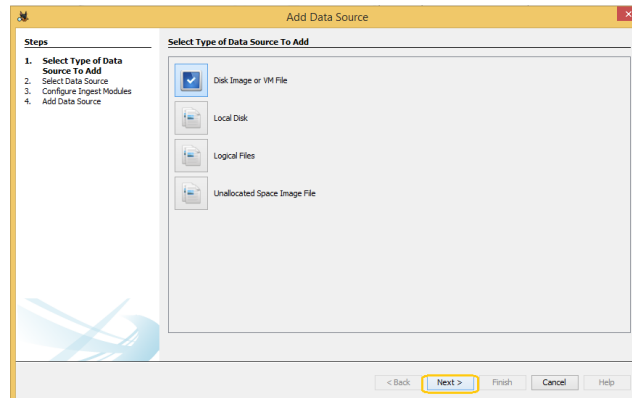 Add Data Source
Steps
1. Select Type of Data
Source To Add
2. Select Data Source
3. Configure Ingest Modules
4. Add Data Source
Select Type of Data Source To Add
Disk Image or VM File
Local Disk
Logical Files
Unallocated Space Image File
< Back
Next >
Finish
Cancel
Help